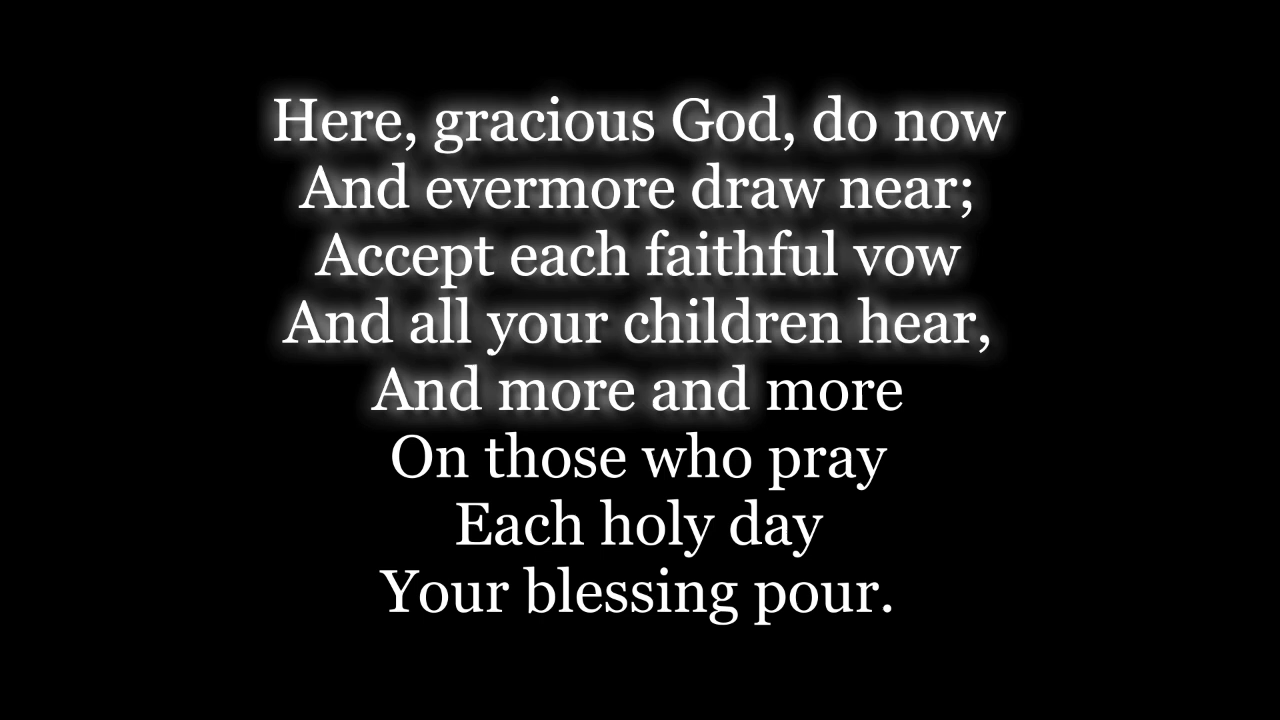 Here, gracious God, do now
And evermore draw near;
Accept each faithful vow
And all your children hear,
And more and more
On those who pray
Each holy day
Your blessing pour.